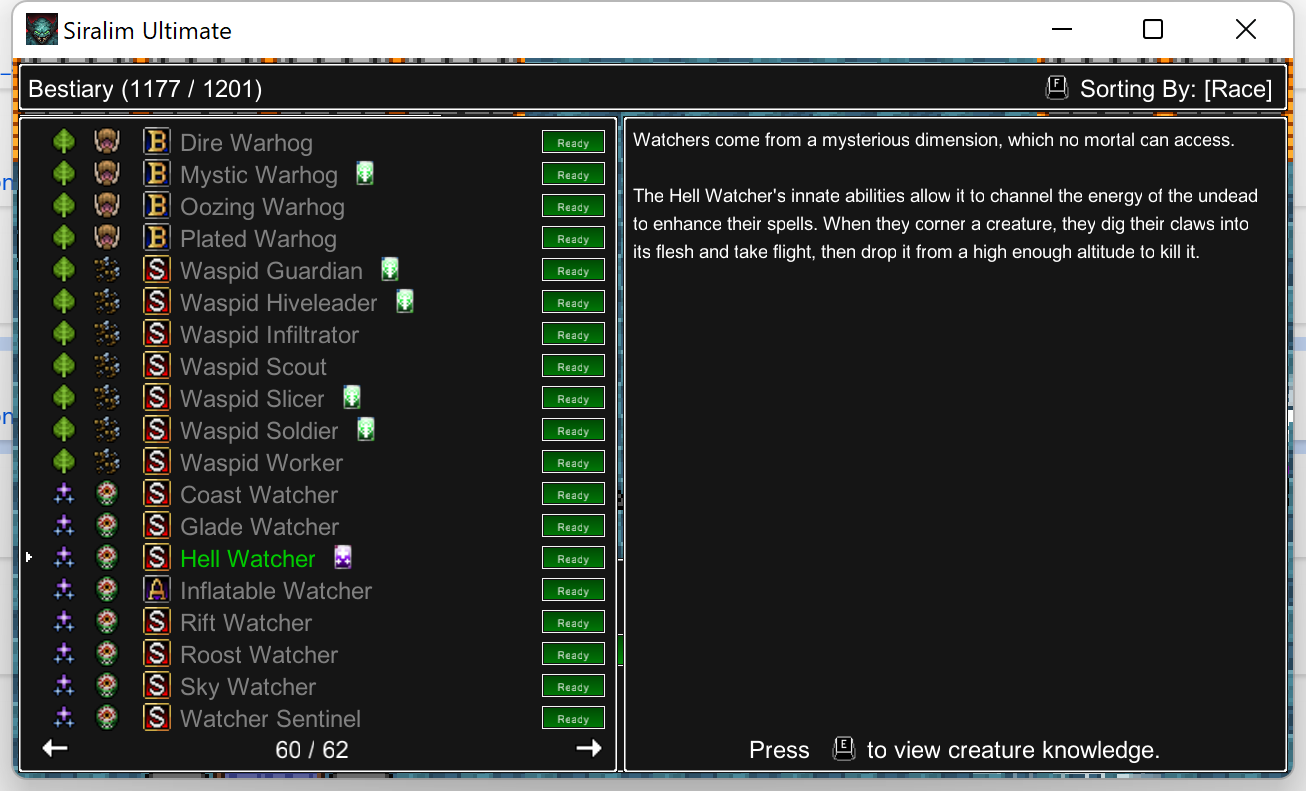 Siralim Ultimate
Bestiary (1177 / 1201)
F Sorting By: [Race]
B Dire Warhog Ready
B Mystic Warhog Ready
B Oozing Warhog Ready
B Plated Warhog Ready
S Waspid Guardian Ready
S Waspid Hiveleader Ready
S Waspid Infiltrator Ready
S Waspid Scout Ready
S Waspid Slicer Ready
S Waspid Soldier Ready
S Waspid Worker Ready
S Coast Watcher Ready
S Glade Watcher Ready
S Hell Watcher Ready
A Inflatable Watcher Ready
S Rift Watcher Ready
S Roost Watcher Ready
S Sky Watcher Ready
S Watcher Sentinel Ready
60 / 62
Watchers come from a mysterious dimension, which no mortal can access.
The Hell Watcher's innate abilities allow it to channel the energy of the undead
to enhance their spells. When they corner a creature, they dig their claws into
its flesh and take flight, then drop it from a high enough altitude to kill it.
Press E to view creature knowledge.